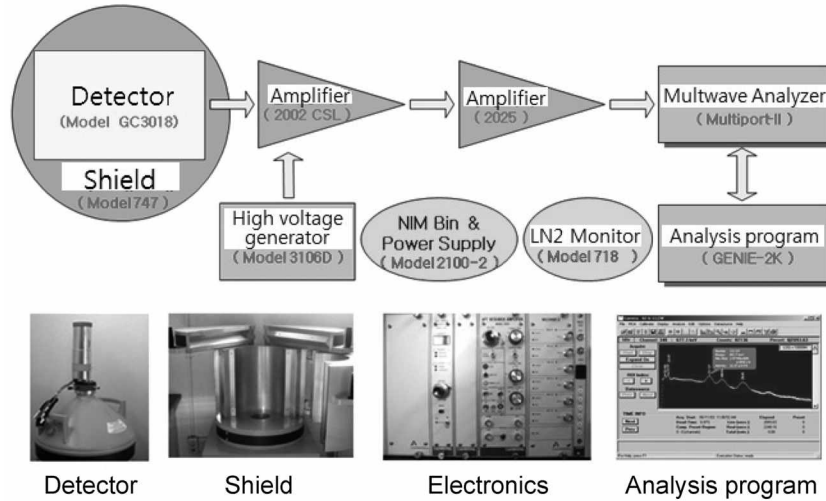 Detector
(Model GC3018)
Shield
(Model 747)
Amplifier
(2002 CSL)
Amplifier
(2025)
Multwave Analyzer
(Multiport-II)
High voltage
generator
(Model 3106D)
NIM Bin &
Power Supply
(Model 2100-2)
LN2 Monitor
(Model 718)
Analysis program
(GENIE-2K)
Detector
Shield
Electronics
Analysis program